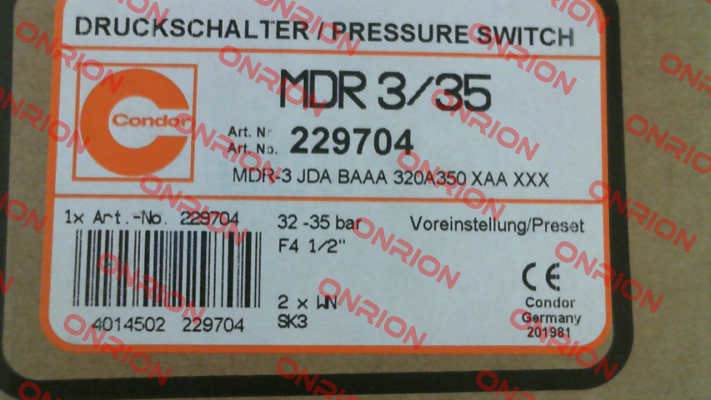 DRUCKSCHALTER / PRESSURE SWITCH
Condor
MDR 3/35
Art. Nr
Art. No. 229704
MDR-3 JDA BAAA 320A350 XAA XXX
1x Art.-No. 229704
4014502 229704
32 -35 bar
F4 1/2"
2 x WN
SK3
Voreinstellung/Preset
CE
Condor
Germany
201981
ONRION